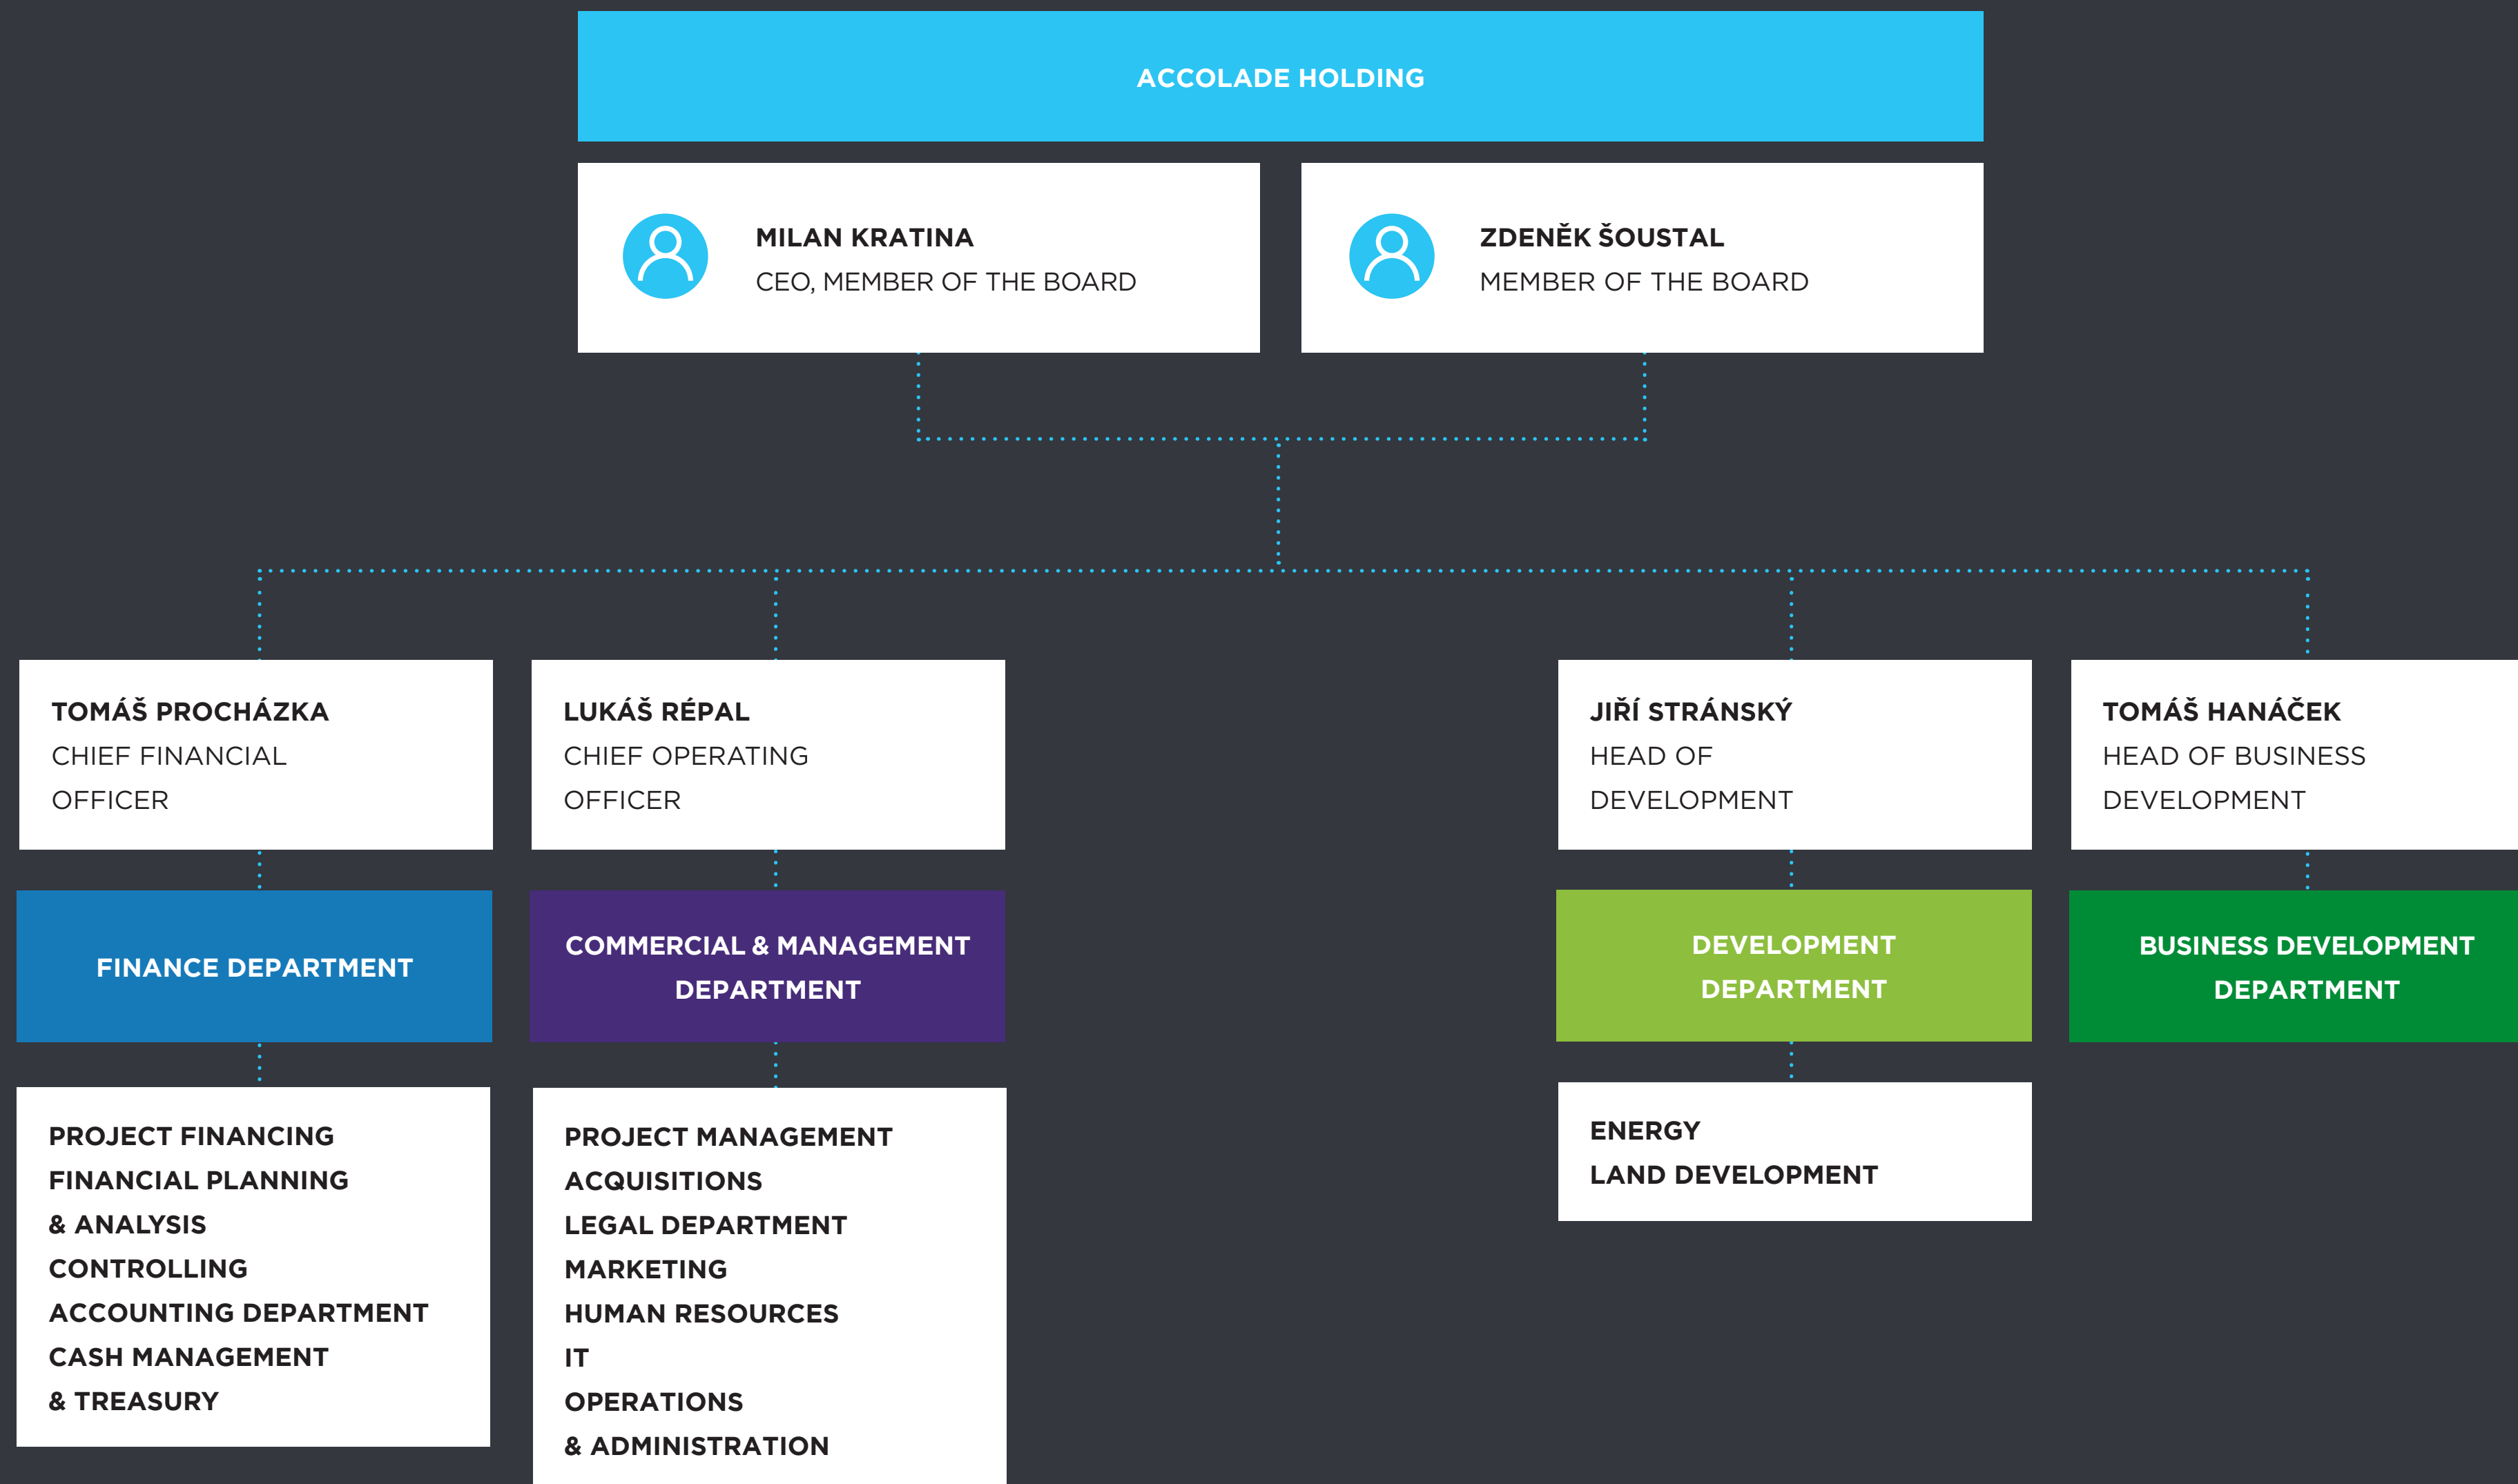 ACCOLADE HOLDING
MILAN KRATINA
CEO, MEMBER OF THE BOARD
ZDENĚK ŠOUSTAL
MEMBER OF THE BOARD
TOMÁŠ PROCHÁZKA
CHIEF FINANCIAL
OFFICER
LUKÁŠ RÉPAL
CHIEF OPERATING
OFFICER
JIŘÍ STRÁNSKÝ
HEAD OF
DEVELOPMENT
TOMÁŠ HANÁČEK
HEAD OF BUSINESS
DEVELOPMENT
FINANCE DEPARTMENT
COMMERCIAL & MANAGEMENT
DEPARTMENT
DEVELOPMENT
DEPARTMENT
BUSINESS DEVELOPMENT
DEPARTMENT
PROJECT FINANCING
FINANCIAL PLANNING
& ANALYSIS
CONTROLLING
ACCOUNTING DEPARTMENT
CASH MANAGEMENT
& TREASURY
PROJECT MANAGEMENT
ACQUISITIONS
LEGAL DEPARTMENT
MARKETING
HUMAN RESOURCES
IT
OPERATIONS
& ADMINISTRATION
ENERGY
LAND DEVELOPMENT